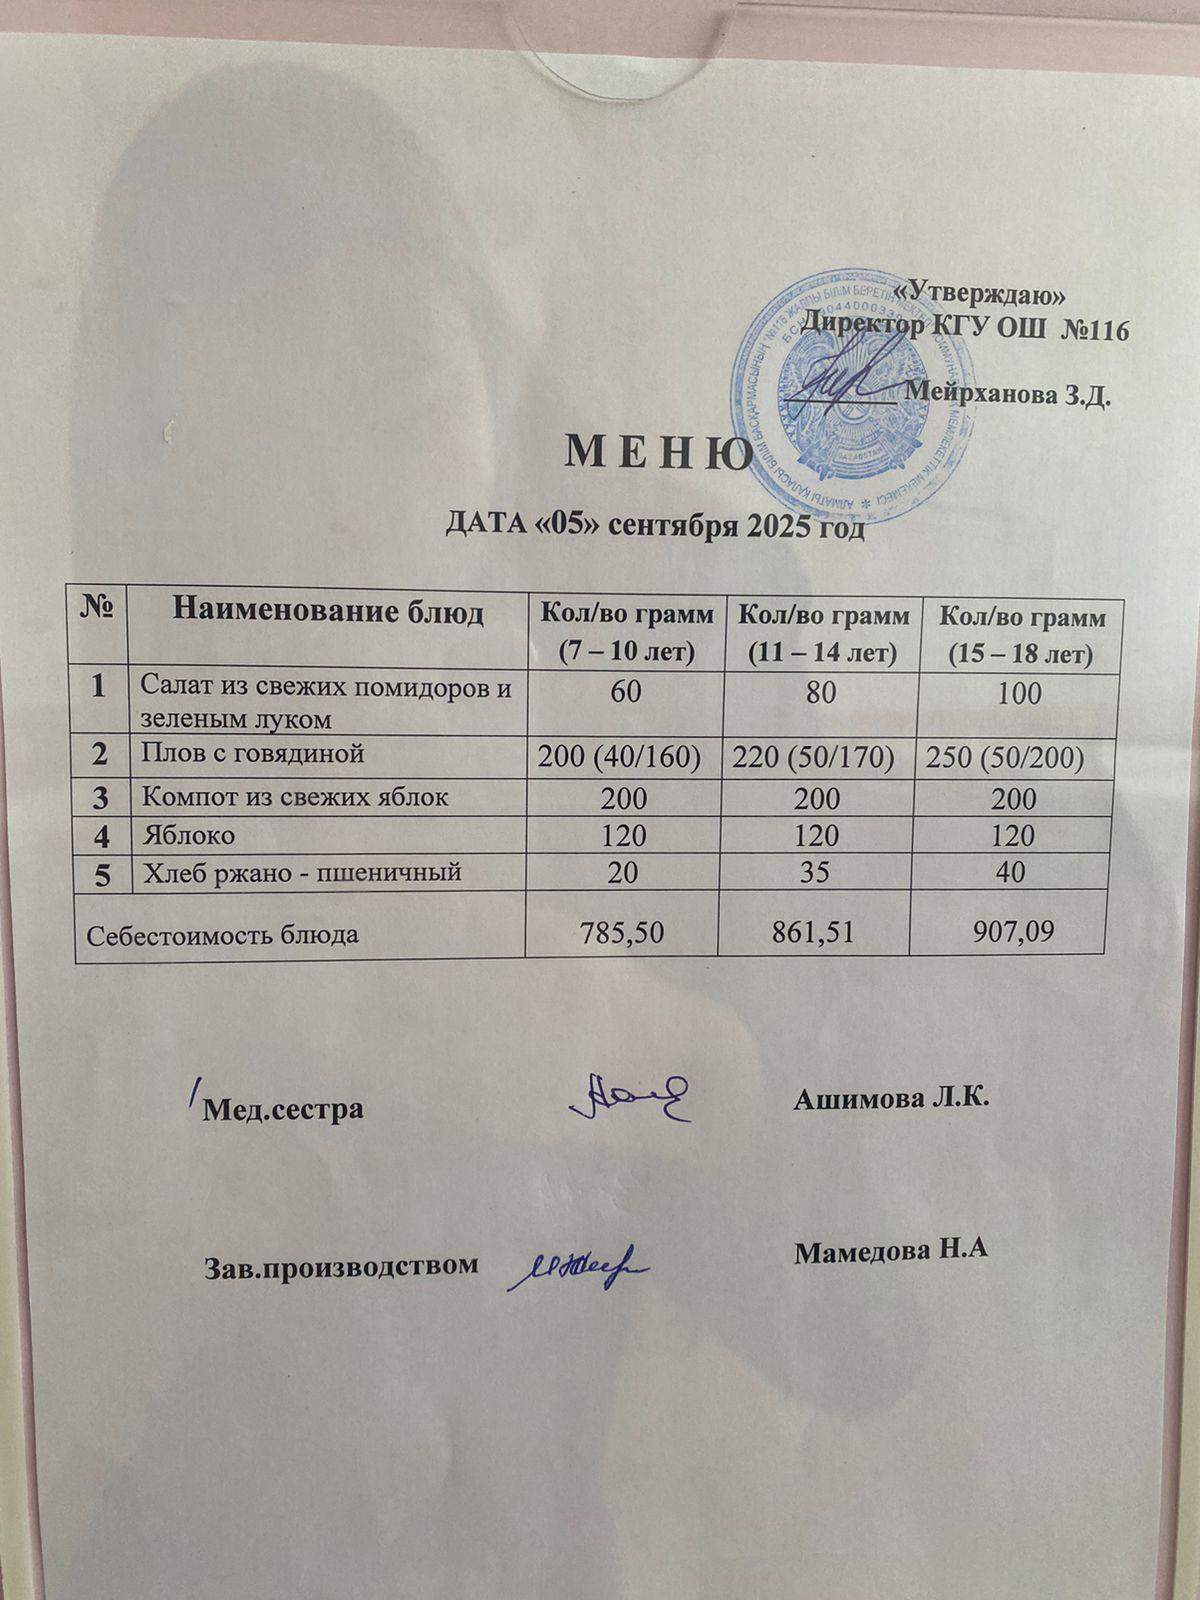 «Утверждаю»
Директор КГУ ОШ №116
Мейрханова З.Д.
МЕНЮ
ДАТА «05» сентября 2025 год
№ Наименование блюд Кол/во грамм (7 – 10 лет) Кол/во грамм (11 – 14 лет) Кол/во грамм (15 – 18 лет)
1 Салат из свежих помидоров и зеленым луком 60 80 100
2 Плов с говядиной 200 (40/160) 220 (50/170) 250 (50/200)
3 Компот из свежих яблок 200 200 200
4 Яблоко 120 120 120
5 Хлеб ржано - пшеничный 20 35 40
Себестоимость блюда 785,50 861,51 907,09
Мед.сестра Ашимова Л.К.
Зав.производством Мамедова Н.А